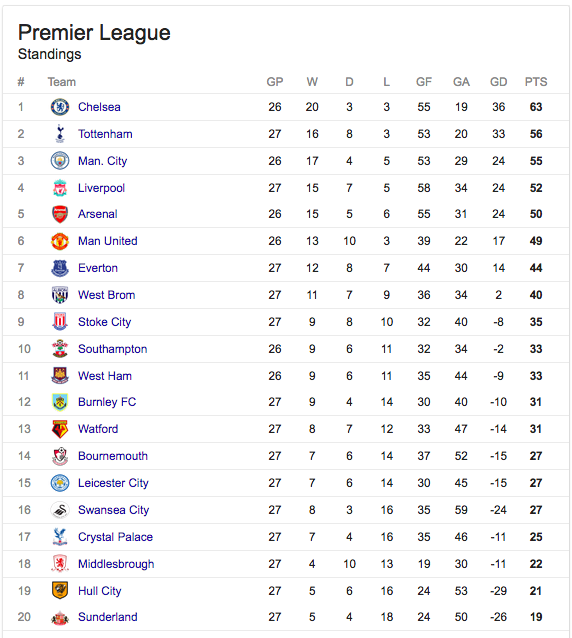 Premier League
Standings
# Team GP W D L GF GA GD PTS
1 Chelsea 26 20 3 3 55 19 36 63
2 Tottenham 27 16 8 3 53 20 33 56
3 Man. City 26 17 4 5 53 29 24 55
4 Liverpool 27 15 7 5 58 34 24 52
5 Arsenal 26 15 5 6 55 31 24 50
6 Man United 26 13 10 3 39 22 17 49
7 Everton 27 12 8 7 44 30 14 44
8 West Brom 27 11 7 9 36 34 2 40
9 Stoke City 27 9 8 10 32 40 -8 35
10 Southampton 26 9 6 11 32 34 -2 33
11 West Ham 26 9 6 11 35 44 -9 33
12 Burnley FC 27 9 4 14 30 40 -10 31
13 Watford 27 8 7 12 33 47 -14 31
14 Bournemouth 27 7 6 14 37 52 -15 27
15 Leicester City 27 7 6 14 30 45 -15 27
16 Swansea City 27 8 3 16 35 59 -24 27
17 Crystal Palace 27 7 4 16 35 46 -11 25
18 Middlesbrough 27 4 10 13 19 30 -11 22
19 Hull City 27 5 6 16 24 53 -29 21
20 Sunderland 27 5 4 18 24 50 -26 19